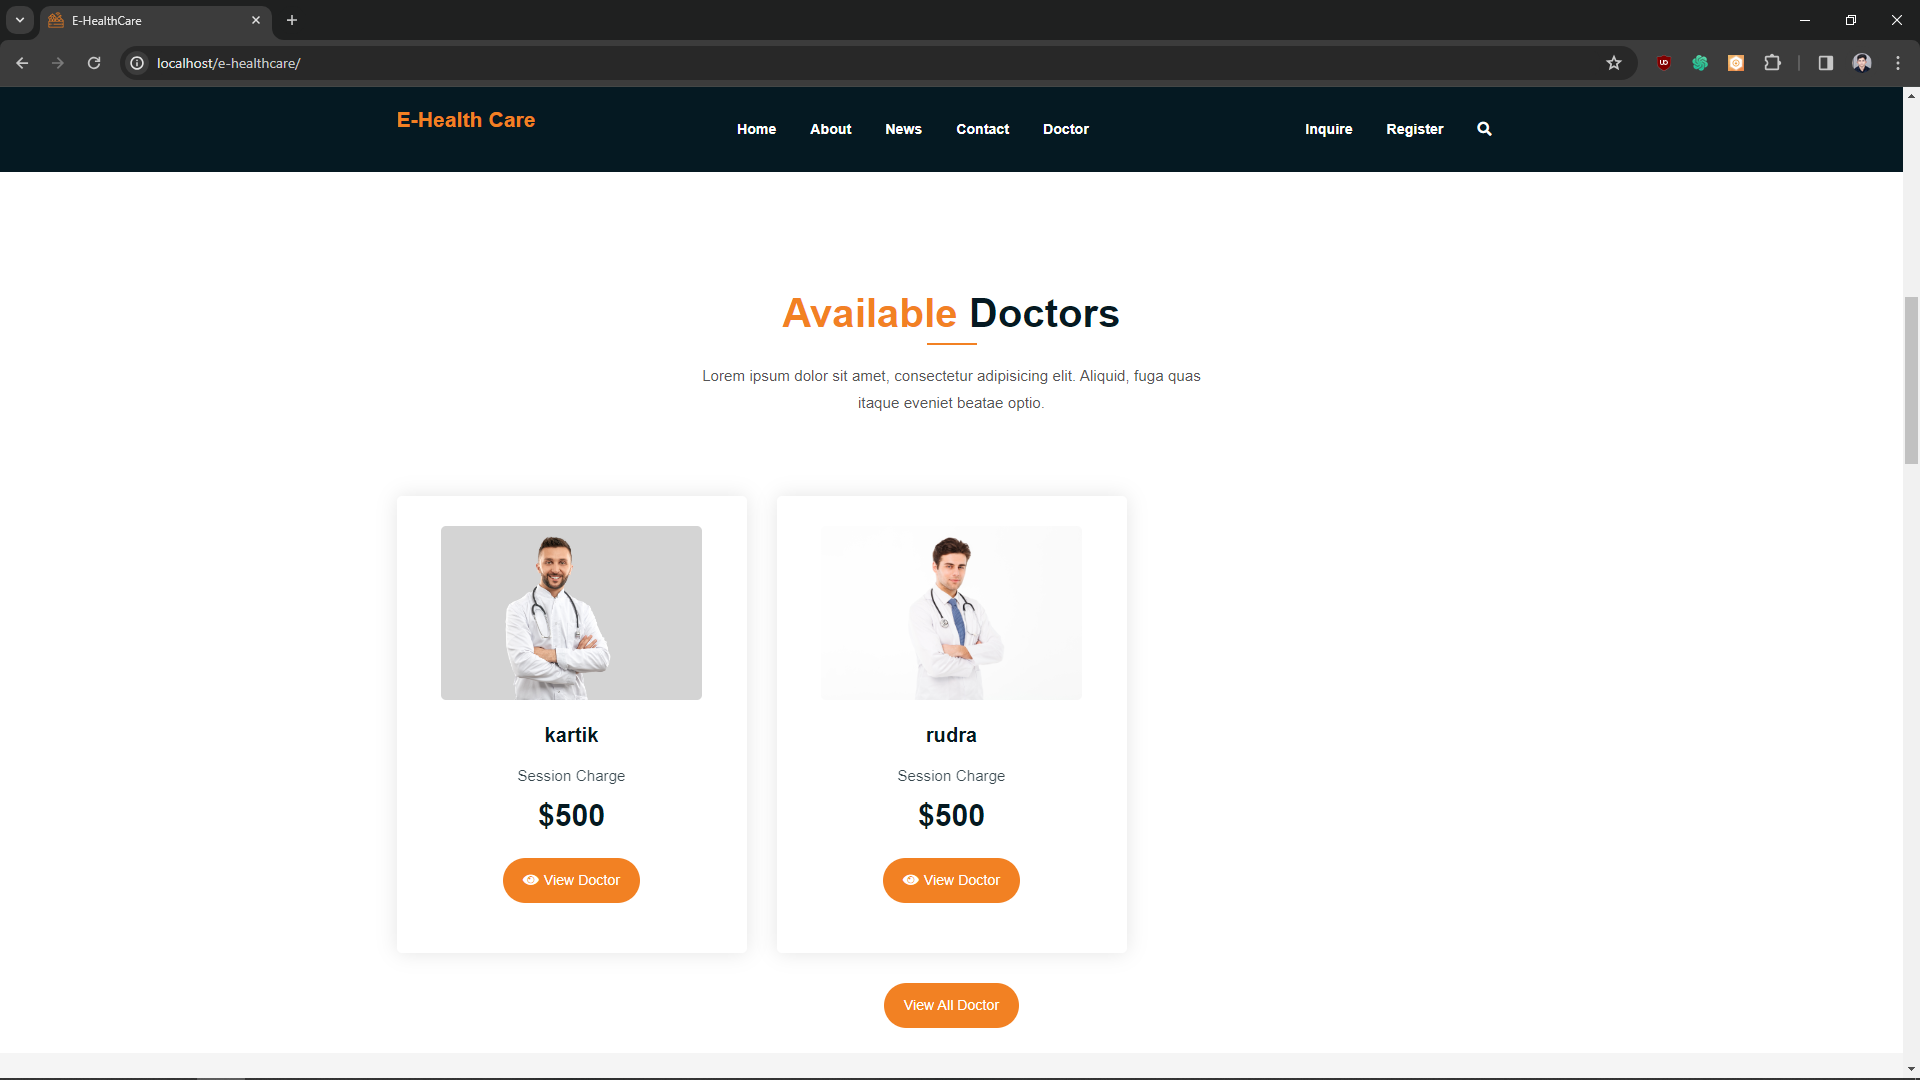 E-HealthCare
localhost/e-healthcare/
E-Health Care
Home About News Contact Doctor Inquire Register
Available Doctors
Lorem ipsum dolor sit amet, consectetur adipisicing elit. Aliquid, fuga quas
itaque eveniet beatae optio.
kartik
Session Charge
$500
View Doctor
rudra
Session Charge
$500
View Doctor
View All Doctor